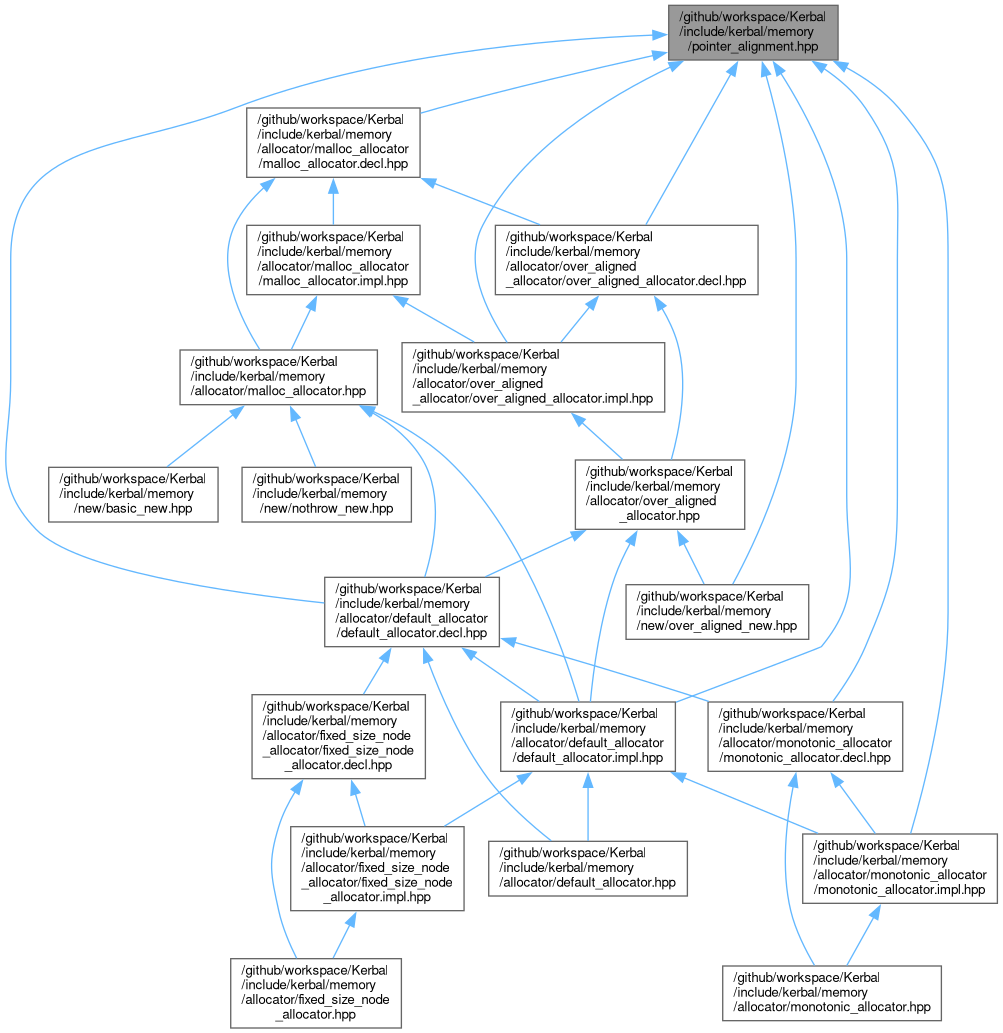 /github/workspace/Kerbal
/include/kerbal/memory
/pointer_alignment.hpp
/github/workspace/Kerbal
/include/kerbal/memory
/allocator/malloc_allocator
/malloc_allocator.decl.hpp
/github/workspace/Kerbal
/include/kerbal/memory
/allocator/malloc_allocator
/malloc_allocator.impl.hpp
/github/workspace/Kerbal
/include/kerbal/memory
/allocator/over_aligned
_allocator/over_aligned_allocator.decl.hpp
/github/workspace/Kerbal
/include/kerbal/memory
/allocator/malloc_allocator.hpp
/github/workspace/Kerbal
/include/kerbal/memory
/allocator/over_aligned
_allocator/over_aligned_allocator.impl.hpp
/github/workspace/Kerbal
/include/kerbal/memory
/new/basic_new.hpp
/github/workspace/Kerbal
/include/kerbal/memory
/new/nothrow_new.hpp
/github/workspace/Kerbal
/include/kerbal/memory
/allocator/over_aligned
_allocator.hpp
/github/workspace/Kerbal
/include/kerbal/memory
/allocator/default_allocator
/default_allocator.decl.hpp
/github/workspace/Kerbal
/include/kerbal/memory
/new/over_aligned_new.hpp
/github/workspace/Kerbal
/include/kerbal/memory
/allocator/fixed_size_node
_allocator/fixed_size_node
_allocator.decl.hpp
/github/workspace/Kerbal
/include/kerbal/memory
/allocator/default_allocator
/default_allocator.impl.hpp
/github/workspace/Kerbal
/include/kerbal/memory
/allocator/monotonic_allocator
/monotonic_allocator.decl.hpp
/github/workspace/Kerbal
/include/kerbal/memory
/allocator/fixed_size_node
_allocator/fixed_size_node
_allocator.impl.hpp
/github/workspace/Kerbal
/include/kerbal/memory
/allocator/default_allocator.hpp
/github/workspace/Kerbal
/include/kerbal/memory
/allocator/monotonic_allocator
/monotonic_allocator.impl.hpp
/github/workspace/Kerbal
/include/kerbal/memory
/allocator/fixed_size_node
_allocator.hpp
/github/workspace/Kerbal
/include/kerbal/memory
/allocator/monotonic_allocator.hpp